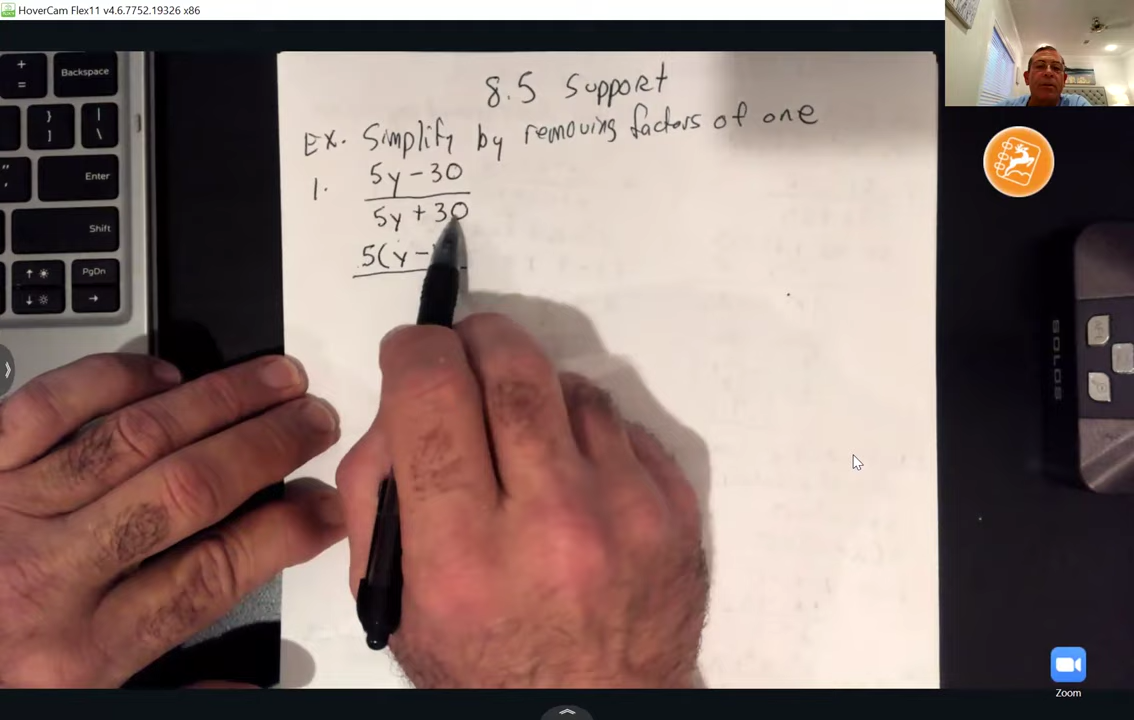 HoverCam Flex11 v4.6.7752.19326 x86
8.5 Support
Ex. Simplify by removing factors of one
1. 5y - 30
5y + 30
5(y -
+
=
Backspace
}
]
|
\
"
Enter
Shift
PgDn
SOLOS
Zoom